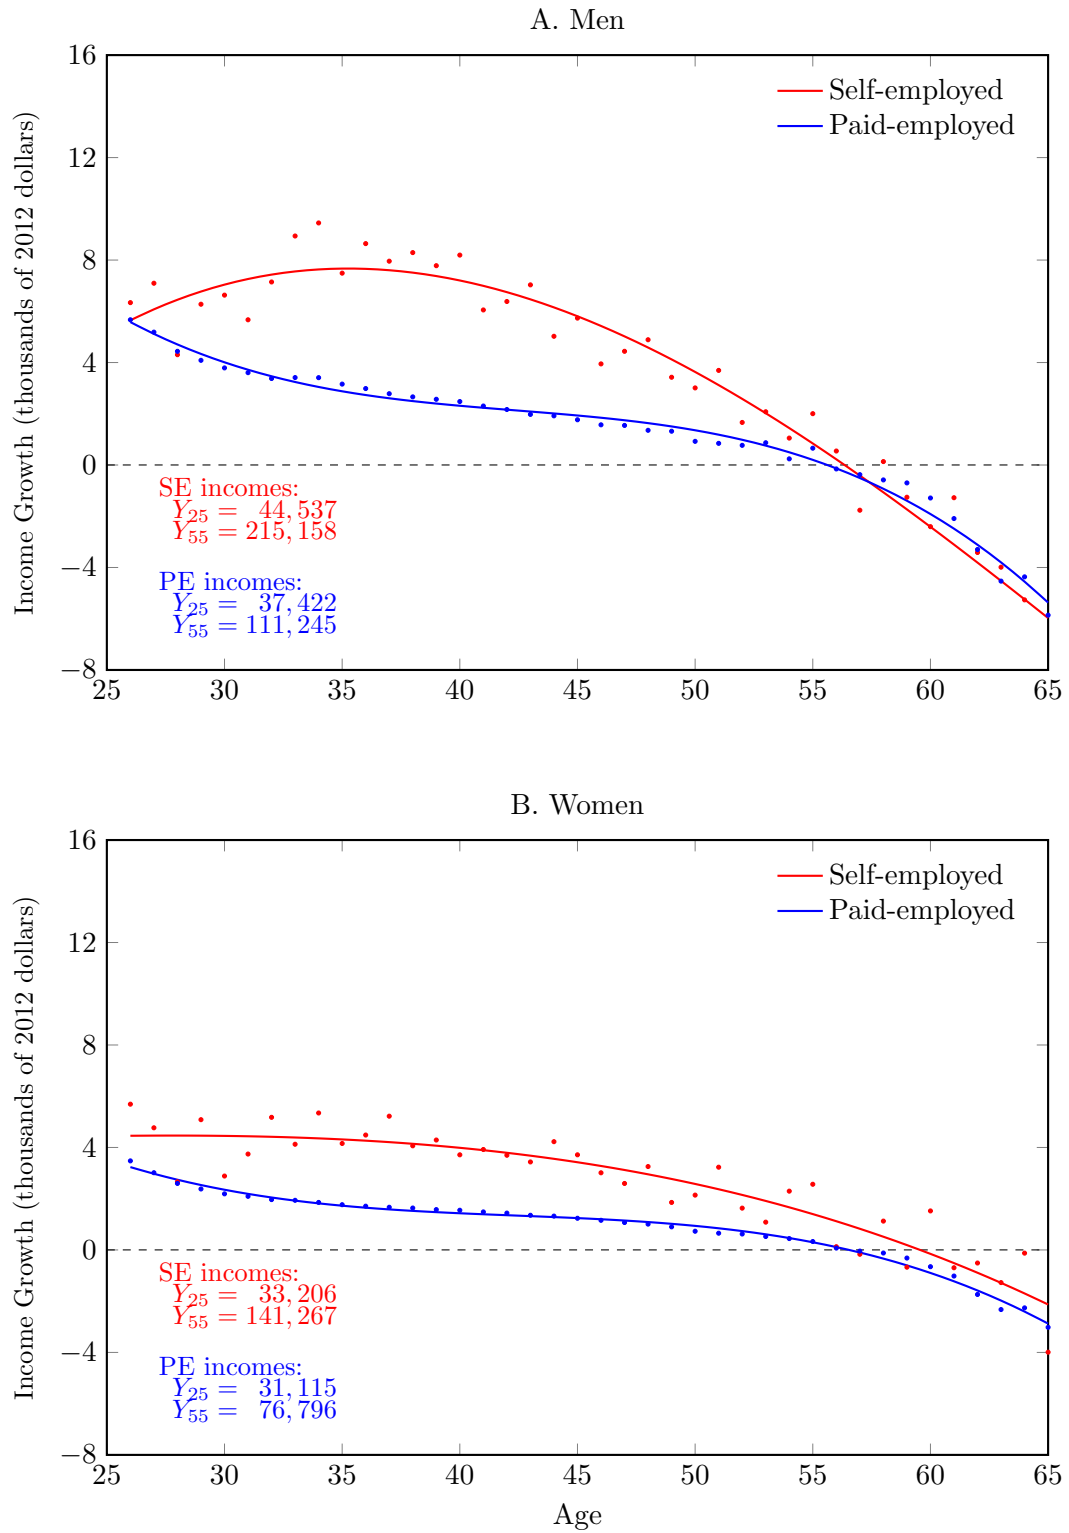 A. Men
16
12
8
4
0
−4
−8
Income Growth (thousands of 2012 dollars)
Self-employed
Paid-employed
SE incomes:
Y25 = 44,537
Y55 = 215,158
PE incomes:
Y25 = 37,422
Y55 = 111,245
25 30 35 40 45 50 55 60 65
B. Women
16
12
8
4
0
−4
−8
Income Growth (thousands of 2012 dollars)
Self-employed
Paid-employed
SE incomes:
Y25 = 33,206
Y55 = 141,267
PE incomes:
Y25 = 31,115
Y55 = 76,796
25 30 35 40 45 50 55 60 65
Age